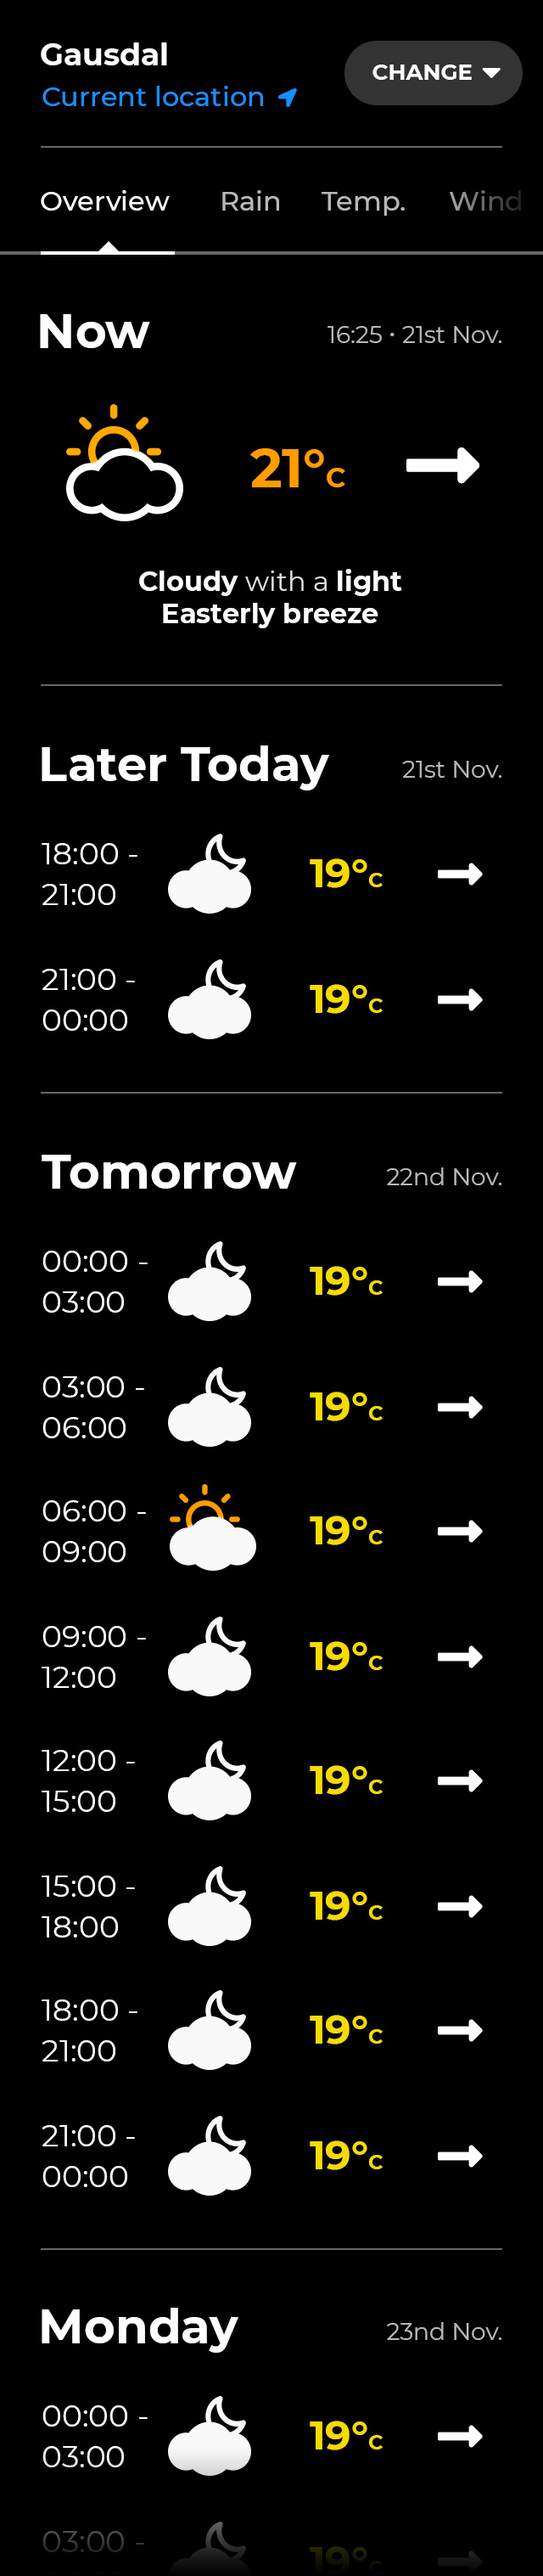 Gausdal
CHANGE
Current location
Overview Rain Temp. Wind
Now
16:25 • 21st Nov.
21°C
Cloudy with a light
Easterly breeze
Later Today
21st Nov.
18:00 -
21:00
19°C
21:00 -
00:00
19°C
Tomorrow
22nd Nov.
00:00 -
03:00
19°C
03:00 -
06:00
19°C
06:00 -
09:00
19°C
09:00 -
12:00
19°C
12:00 -
15:00
19°C
15:00 -
18:00
19°C
18:00 -
21:00
19°C
21:00 -
00:00
19°C
Monday
23nd Nov.
00:00 -
03:00
19°C
03:00 -
19°C